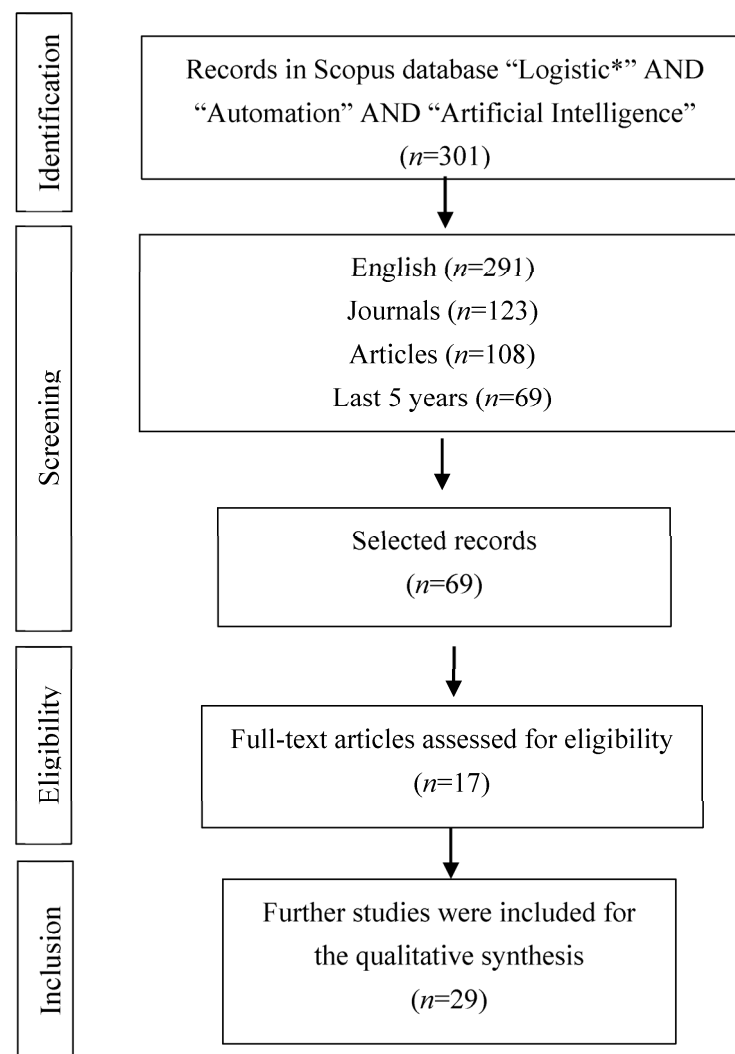 Identification
Records in Scopus database “Logistic*” AND
“Automation” AND “Artificial Intelligence”
(n=301)
Screening
English (n=291)
Journals (n=123)
Articles (n=108)
Last 5 years (n=69)
Selected records
(n=69)
Eligibility
Full-text articles assessed for eligibility
(n=17)
Inclusion
Further studies were included for
the qualitative synthesis
(n=29)